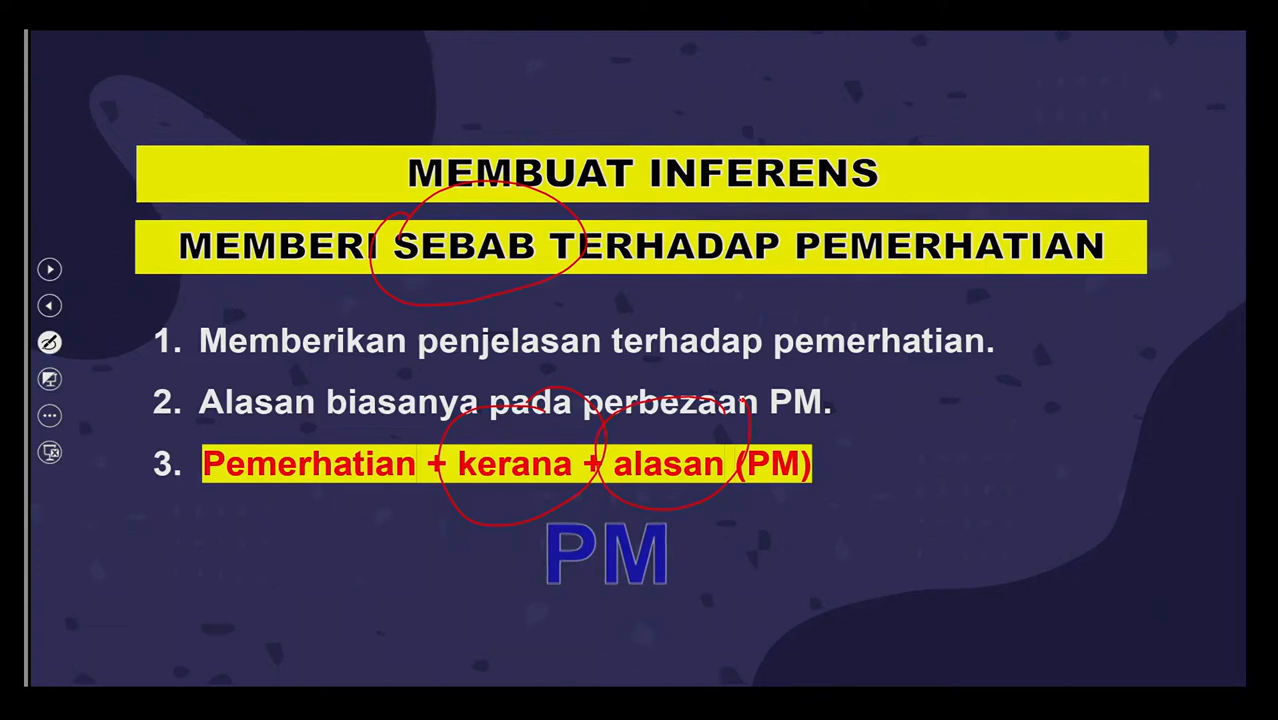 MEMBUAT INFERENS
MEMBERI SEBAB TERHADAP PEMERHATIAN
1. Memberikan penjelasan terhadap pemerhatian.
2. Alasan biasanya pada perbezaan PM.
3. Pemerhatian + kerana + alasan (PM)
PM